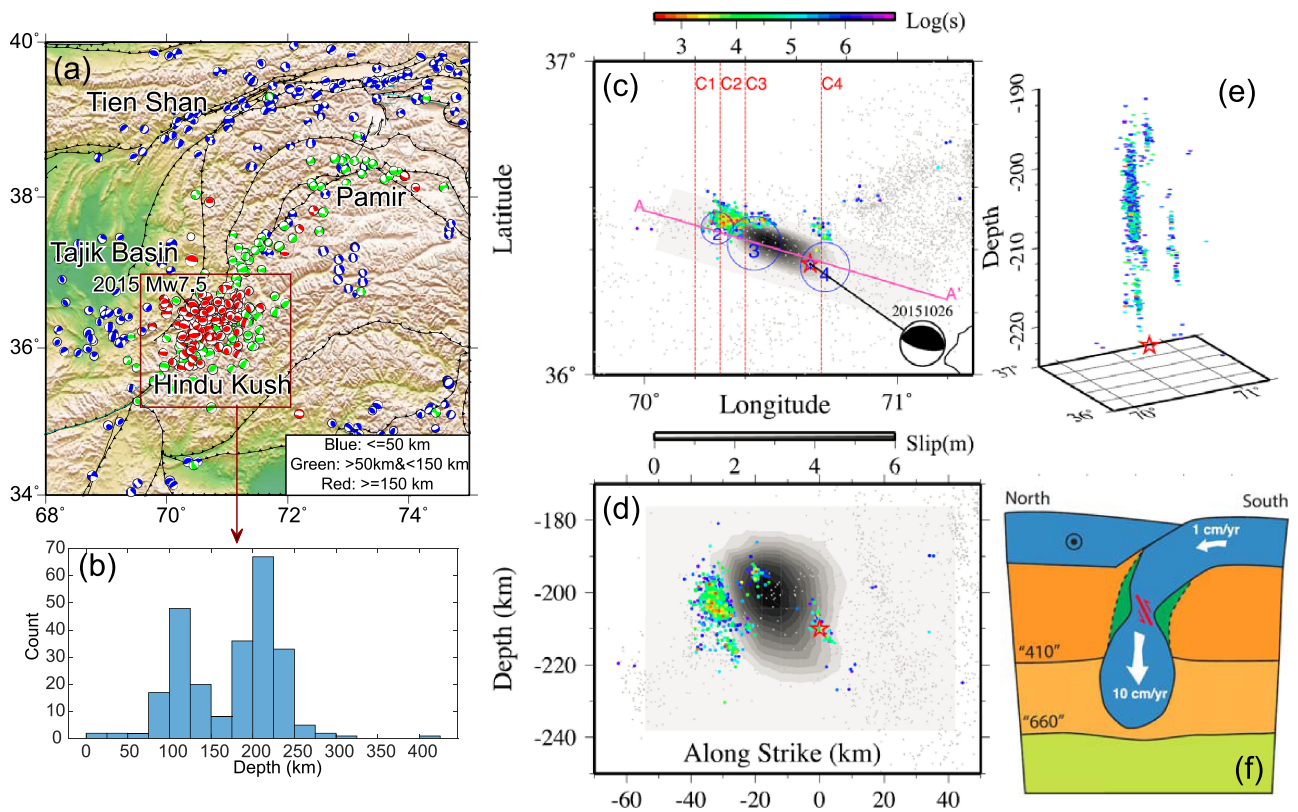 (a)
40°
38°
36°
34°
68
70
72
74
Tien Shan
Pamir
Tajik Basin
2015 Mw7.5
Hindu Kush
Blue: <=50 km
Green: >50km&<150 km
Red: >=150 km
(b)
Count
70
60
50
40
30
20
10
0
0 50 100 150 200 250 300 350 400
Depth (km)
Log(s)
3 4 5 6
(c)
Latitude
37°
36°
C1 C2 C3 C4
A
2
3
4
A'
20151026
70
71
Longitude
Slip(m)
0 2 4 6
(d)
Depth (km)
-180
-200
-220
-240
Along Strike (km)
-60 -40 -20 0 20 40
(e)
Depth
-190
-200
-210
-220
37°
36°
70°
71°
(f)
North
South
1 cm/yr
"410"
10 cm/yr
"660"